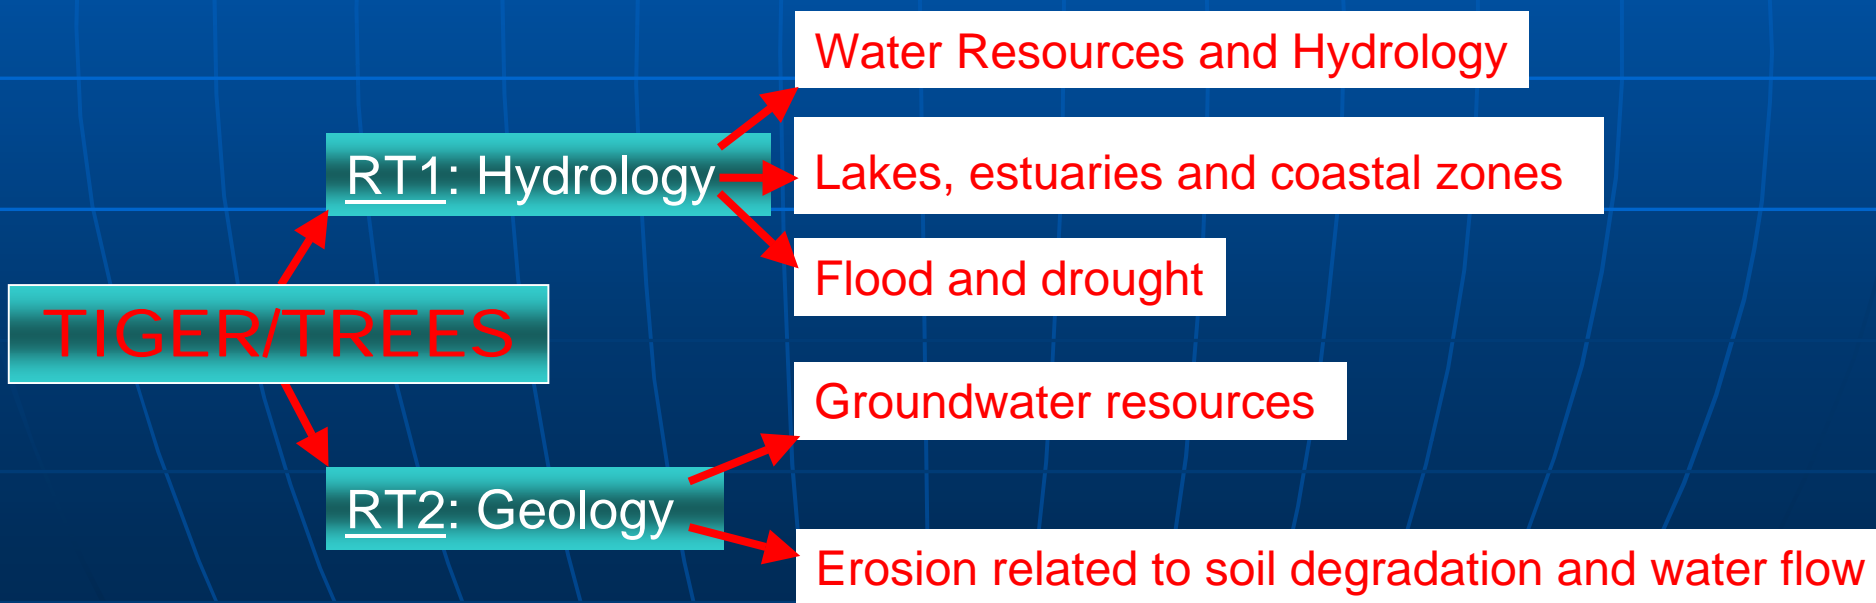 Water Resources and Hydrology
RT1: Hydrology
Lakes, estuaries and coastal zones
Flood and drought
TIGER/TREES
Groundwater resources
RT2: Geology
Erosion related to soil degradation and water flow